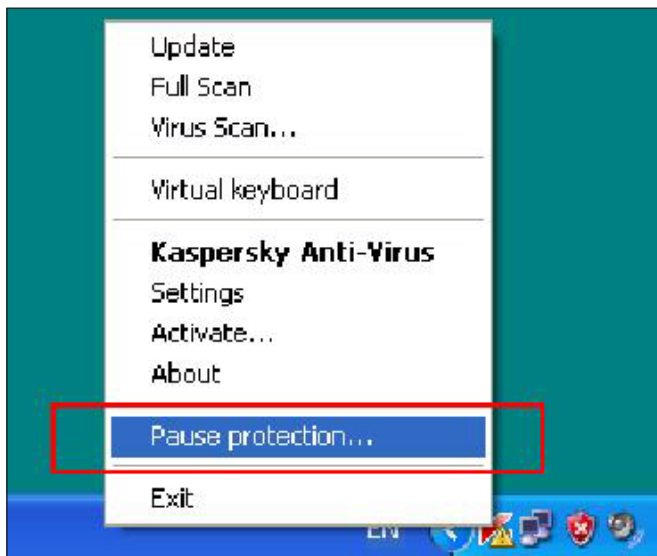 Update
Full Scan
Virus Scan...
Virtual keyboard
Kaspersky Anti-Virus
Settings
Activate...
About
Pause protection...
Exit
EN